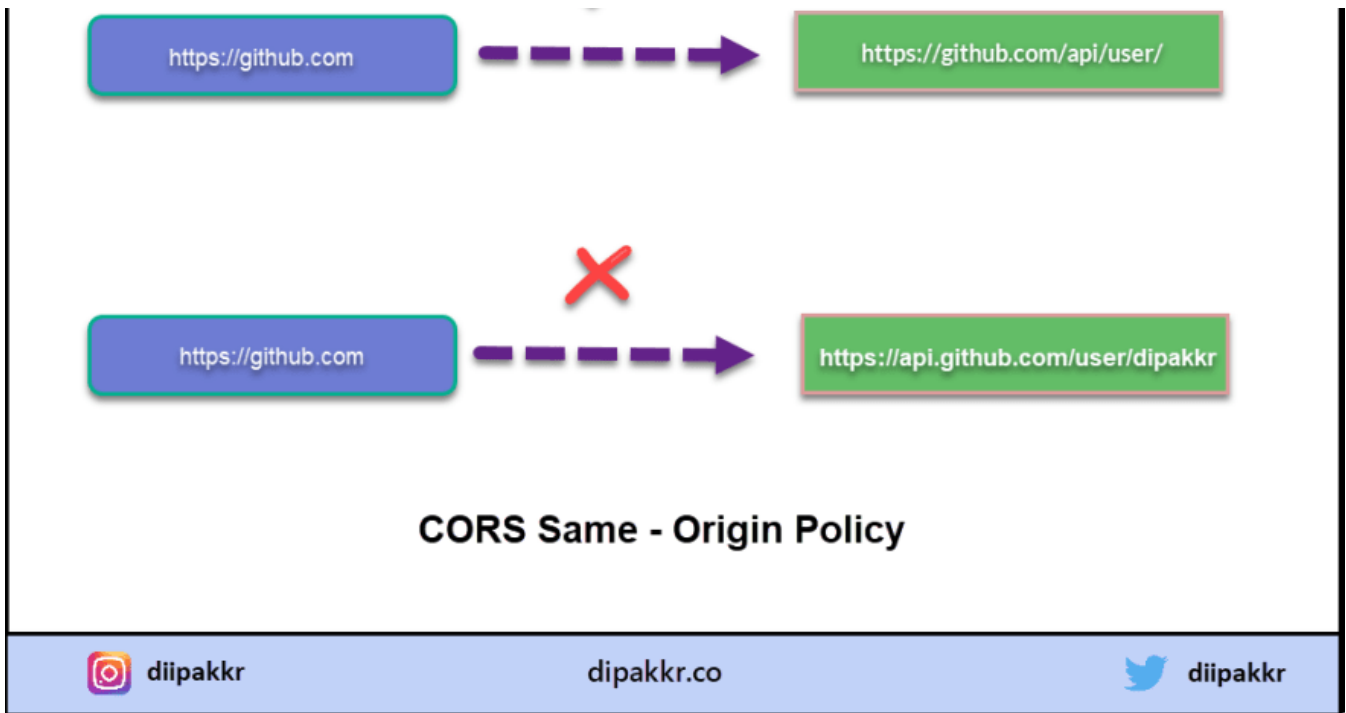 https://github.com
https://github.com/api/user/
https://github.com
https://api.github.com/user/dipakkr
CORS Same - Origin Policy
diipakkr
dipakkr.co
diipakkr